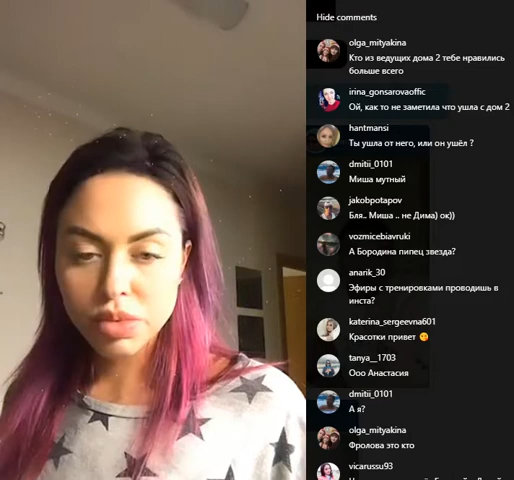 Hide comments
olga_mityakina
Кто из ведущих дома 2 тебе нравились
больше всего
irina_gonsarovaoffic
Ой, как то не заметила что ушла с дом 2
hantmansi
Ты ушла от него, или он ушёл ?
dmitii_0101
Миша мутный
jakobpotapov
Бля.. Миша .. не Дима) ок))
vozmicebiavruki
А Бородина пипец звезда?
anarik_30
Эфиры с тренировками проводишь в
инста?
katerina_sergeevna601
Красотки привет 😚
tanya__1703
Ооо Анастасия
dmitii_0101
А я?
olga_mityakina
Фролова это кто
vicarussu93